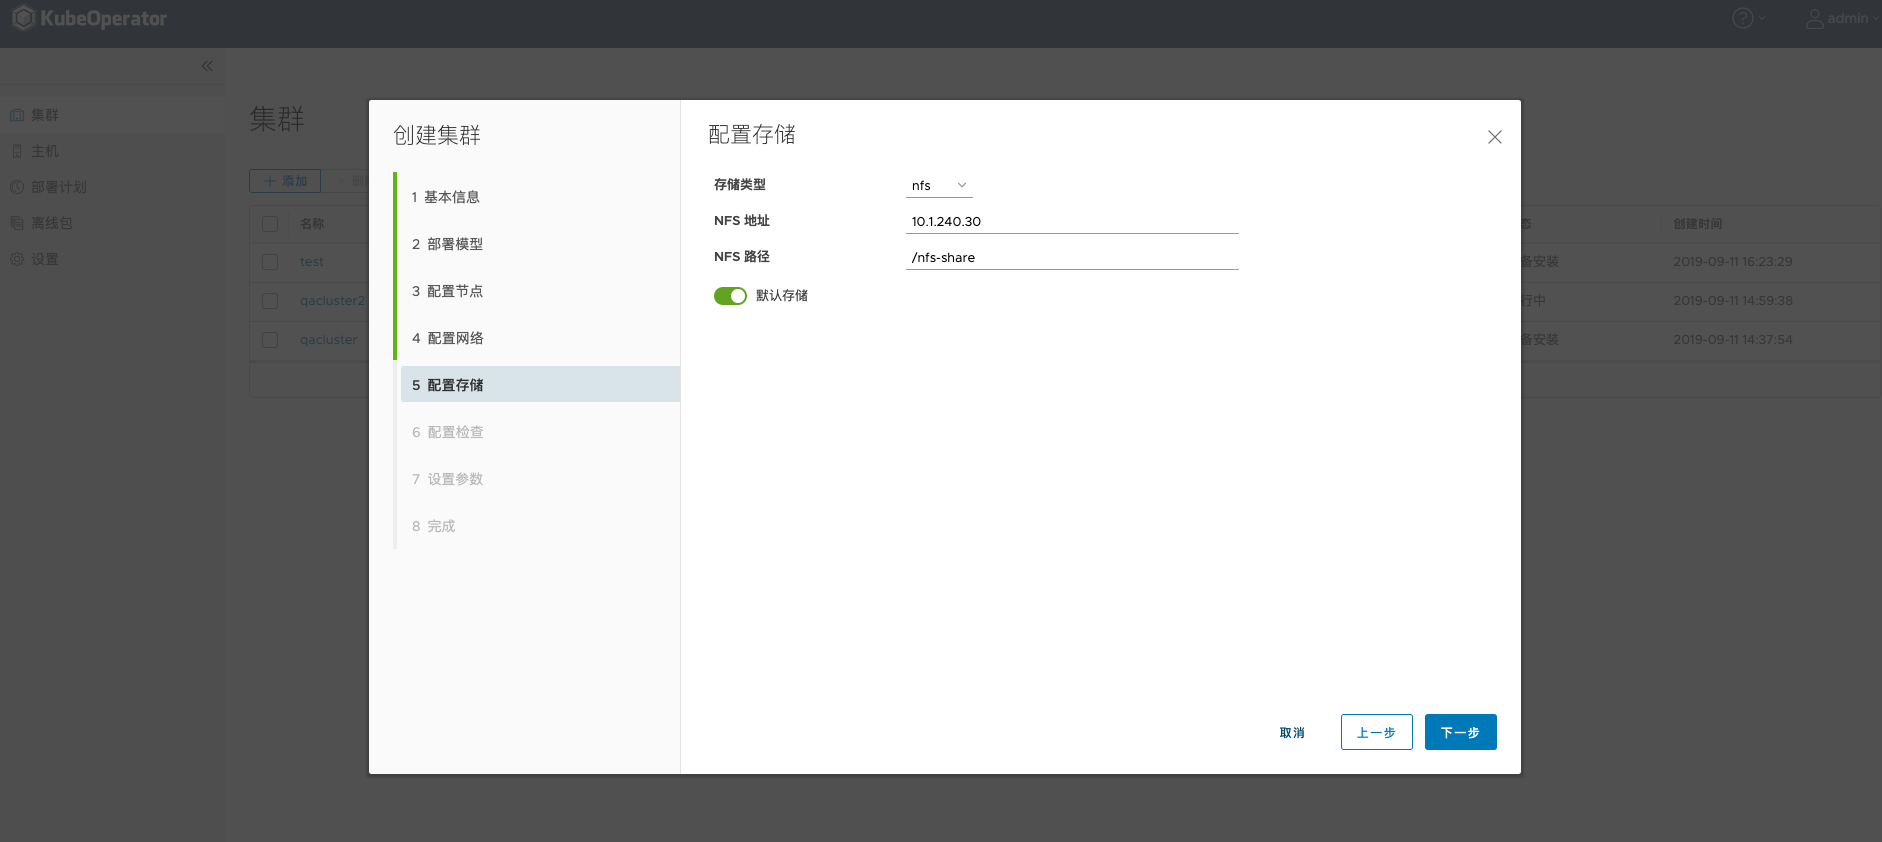 KubeOperator
? admin
集群
主机
部署计划
离线包
设置
集群
添加
名称 态 创建时间
test 备安装 2019-09-11 16:23:29
qacluster2 行中 2019-09-11 14:59:38
qacluster 备安装 2019-09-11 14:37:54
创建集群
1 基本信息
2 部署模型
3 配置节点
4 配置网络
5 配置存储
6 配置检查
7 设置参数
8 完成
配置存储
存储类型 nfs
NFS 地址 10.1.240.30
NFS 路径 /nfs-share
默认存储
取消 上一步 下一步